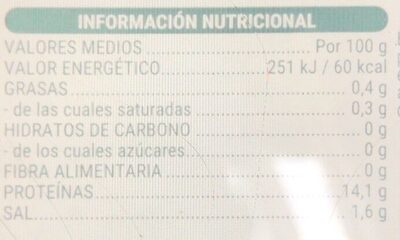 INFORMACIÓN NUTRICIONAL
VALORES MEDIOS Por 100 g
VALOR ENERGÉTICO 251 kJ / 60 kcal
GRASAS 0,4 g
- de las cuales saturadas 0,3 g
HIDRATOS DE CARBONO 0 g
- de los cuales azúcares 0 g
FIBRA ALIMENTARIA 0 g
PROTEÍNAS 14,1 g
SAL 1,6 g